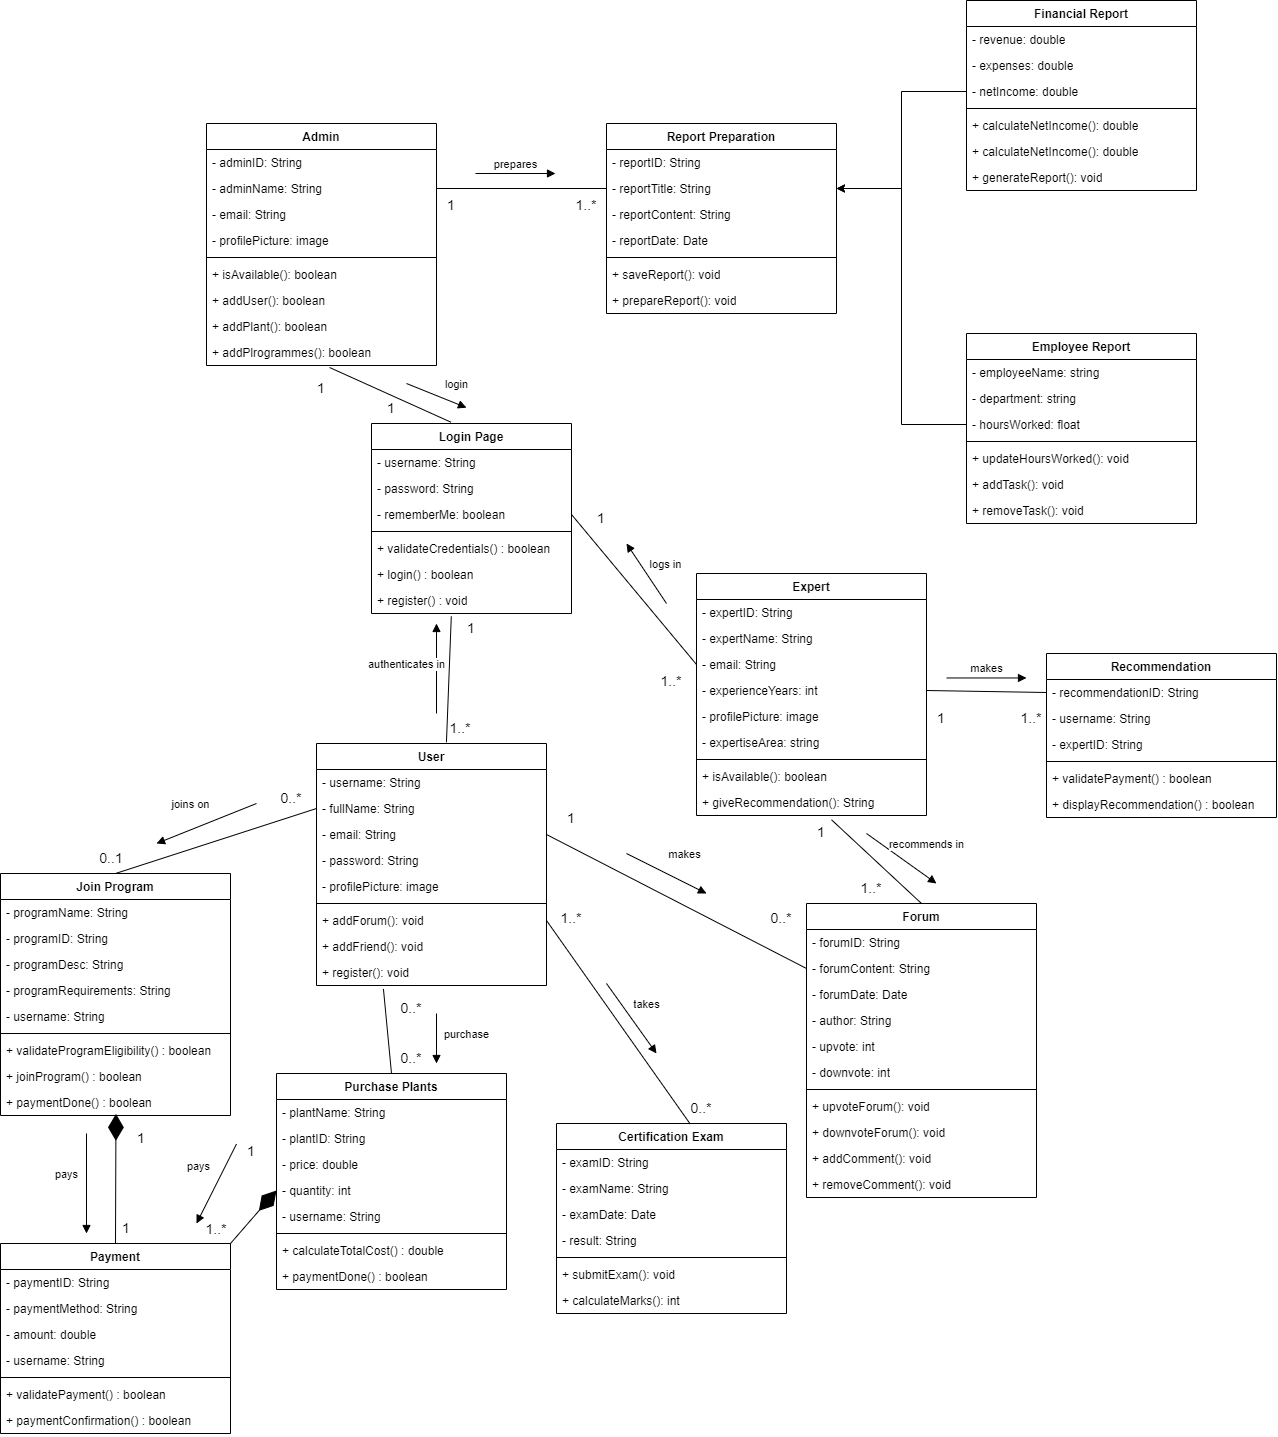 Financial Report
- revenue: double
- expenses: double
- netIncome: double
+ calculateNetIncome(): double
+ calculateNetIncome(): double
+ generateReport(): void
Admin
- adminID: String
- adminName: String
- email: String
- profilePicture: image
+ isAvailable(): boolean
+ addUser(): boolean
+ addPlant(): boolean
+ addPlrogrammes(): boolean
prepares
1
1..*
Report Preparation
- reportID: String
- reportTitle: String
- reportContent: String
- reportDate: Date
+ saveReport(): void
+ prepareReport(): void
Employee Report
- employeeName: string
- department: string
- hoursWorked: float
+ updateHoursWorked(): void
+ addTask(): void
+ removeTask(): void
1
login
1
Login Page
- username: String
- password: String
- rememberMe: boolean
+ validateCredentials() : boolean
+ login() : boolean
+ register() : void
1
logs in
1..*
Expert
- expertID: String
- expertName: String
- email: String
- experienceYears: int
- profilePicture: image
- expertiseArea: string
+ isAvailable(): boolean
+ giveRecommendation(): String
makes
1
1..*
Recommendation
- recommendationID: String
- username: String
- expertID: String
+ validatePayment() : boolean
+ displayRecommendation() : boolean
1
authenticates in
1..*
User
- username: String
- fullName: String
- email: String
- password: String
- profilePicture: image
+ addForum(): void
+ addFriend(): void
+ register(): void
joins on
0..*
0..1
1
makes
0..*
1
recommends in
1..*
Join Program
- programName: String
- programID: String
- programDesc: String
- programRequirements: String
- username: String
+ validateProgramEligibility() : boolean
+ joinProgram() : boolean
+ paymentDone() : boolean
Forum
- forumID: String
- forumContent: String
- forumDate: Date
- author: String
- upvote: int
- downvote: int
+ upvoteForum(): void
+ downvoteForum(): void
+ addComment(): void
+ removeComment(): void
1..*
takes
0..*
0..*
purchase
0..*
Purchase Plants
- plantName: String
- plantID: String
- price: double
- quantity: int
- username: String
+ calculateTotalCost() : double
+ paymentDone() : boolean
Certification Exam
- examID: String
- examName: String
- examDate: Date
- result: String
+ submitExam(): void
+ calculateMarks(): int
1
pays
1
pays
1
1..*
Payment
- paymentID: String
- paymentMethod: String
- amount: double
- username: String
+ validatePayment() : boolean
+ paymentConfirmation() : boolean